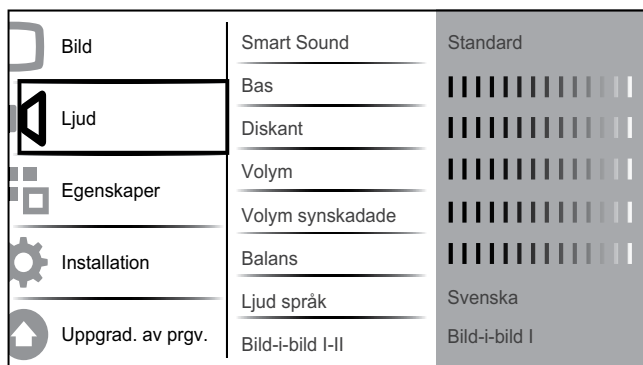 Bild
Ljud
Egenskaper
Installation
Uppgrad. av prgv.
Smart Sound
Bas
Diskant
Volym
Volym synskadade
Balans
Ljud språk
Bild-i-bild I-II
Standard
Svenska
Bild-i-bild I